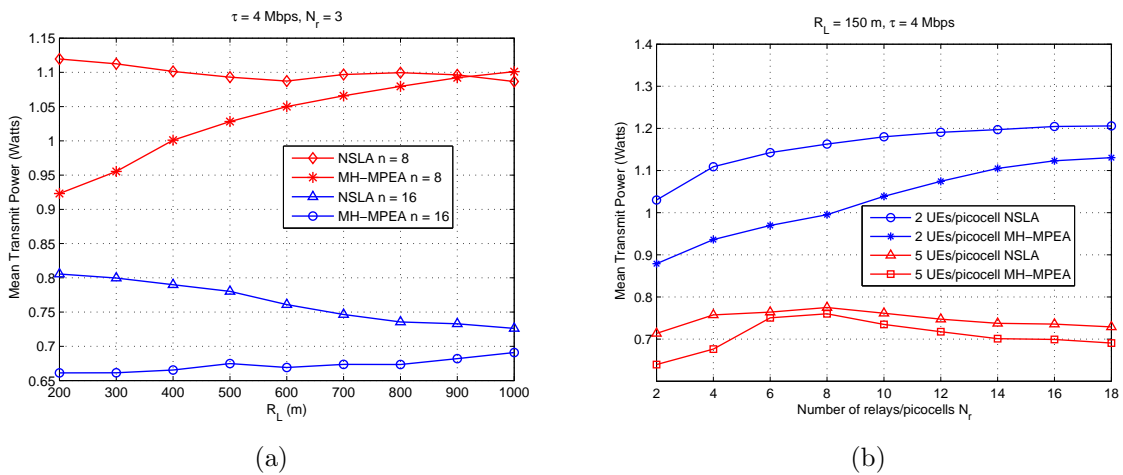 τ = 4 Mbps, N_r = 3
1.15
1.1
1.05
1
0.95
0.9
0.85
0.8
0.75
0.7
0.65
Mean Transmit Power (Watts)
NSLA n = 8
MH−MPEA n = 8
NSLA n = 16
MH−MPEA n = 16
200 300 400 500 600 700 800 900 1000
R_L (m)
(a)
R_L = 150 m, τ = 4 Mbps
1.4
1.3
1.2
1.1
1
0.9
0.8
0.7
Mean Transmit Power (Watts)
2 UEs/picocell NSLA
2 UEs/picocell MH−MPEA
5 UEs/picocell NSLA
5 UEs/picocell MH−MPEA
2 4 6 8 10 12 14 16 18
Number of relays/picocells N_r
(b)